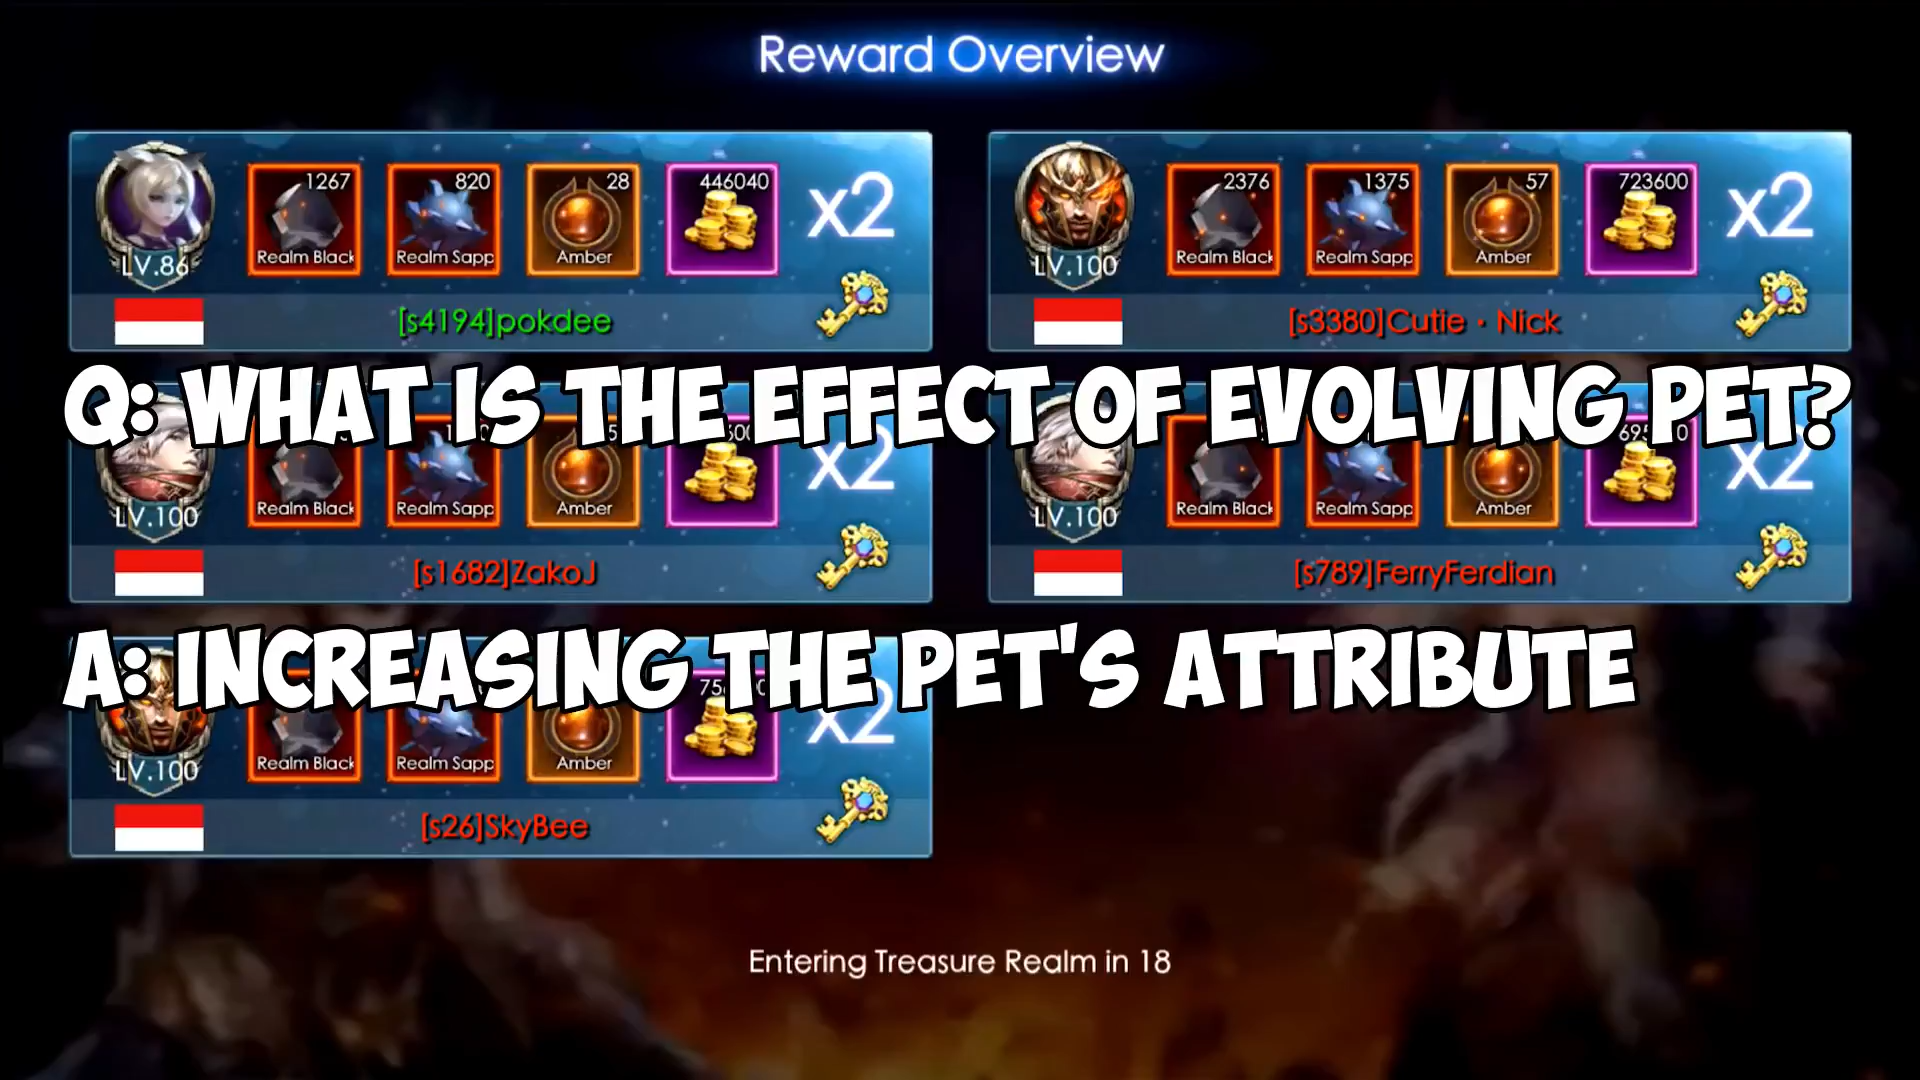 Reward Overview
1267 820 28 446040 x2
Realm Black Realm Sapp Amber
LV.86
[s4194]pokdee
2376 1375 57 723600 x2
Realm Black Realm Sapp Amber
LV.100
[s3380]Cutie · Nick
Q: WHAT IS THE EFFECT OF EVOLVING PET?
x2
Realm Black Realm Sapp Amber
LV.100
[s1682]ZakoJ
x2
Realm Black Realm Sapp Amber
LV.100
[s789]FerryFerdian
A: INCREASING THE PET'S ATTRIBUTE
x2
Realm Black Realm Sapp Amber
LV.100
[s26]SkyBee
Entering Treasure Realm in 18